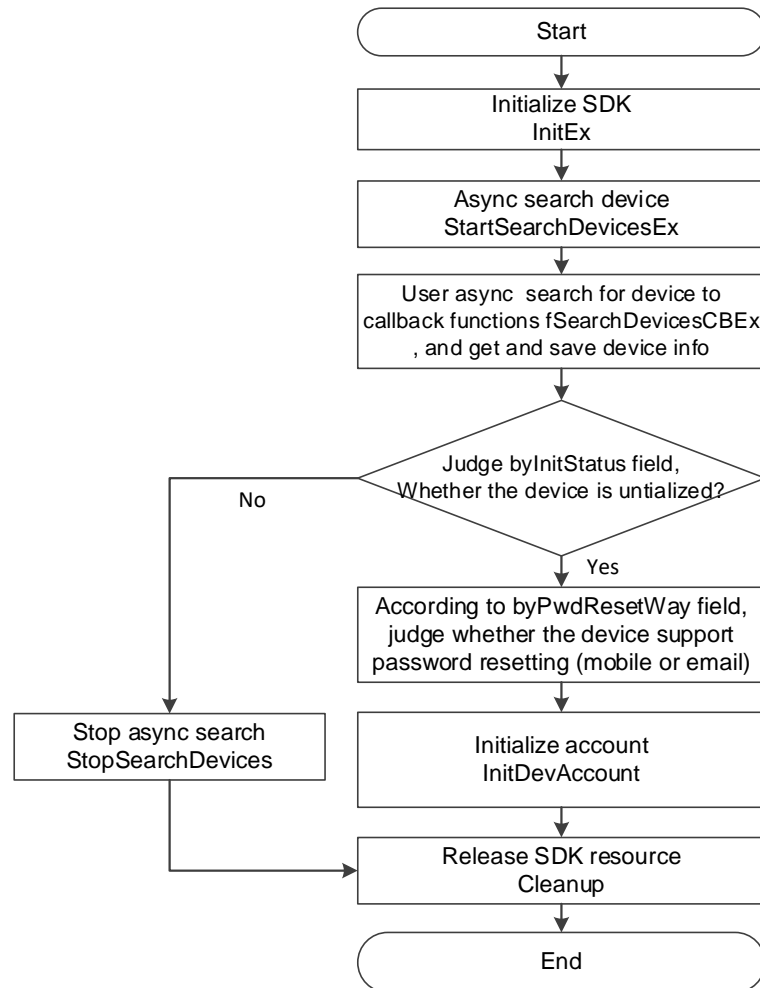 Start
Initialize SDK
InitEx
Async search device
StartSearchDevicesEx
User async  search for device to
callback functions fSearchDevicesCBEx
, and get and save device info
Judge byInitStatus field,
Whether the device is untialized?
No
Yes
According to byPwdResetWay field,
judge whether the device support
password resetting (mobile or email)
Stop async search
StopSearchDevices
Initialize account
InitDevAccount
Release SDK resource
Cleanup
End